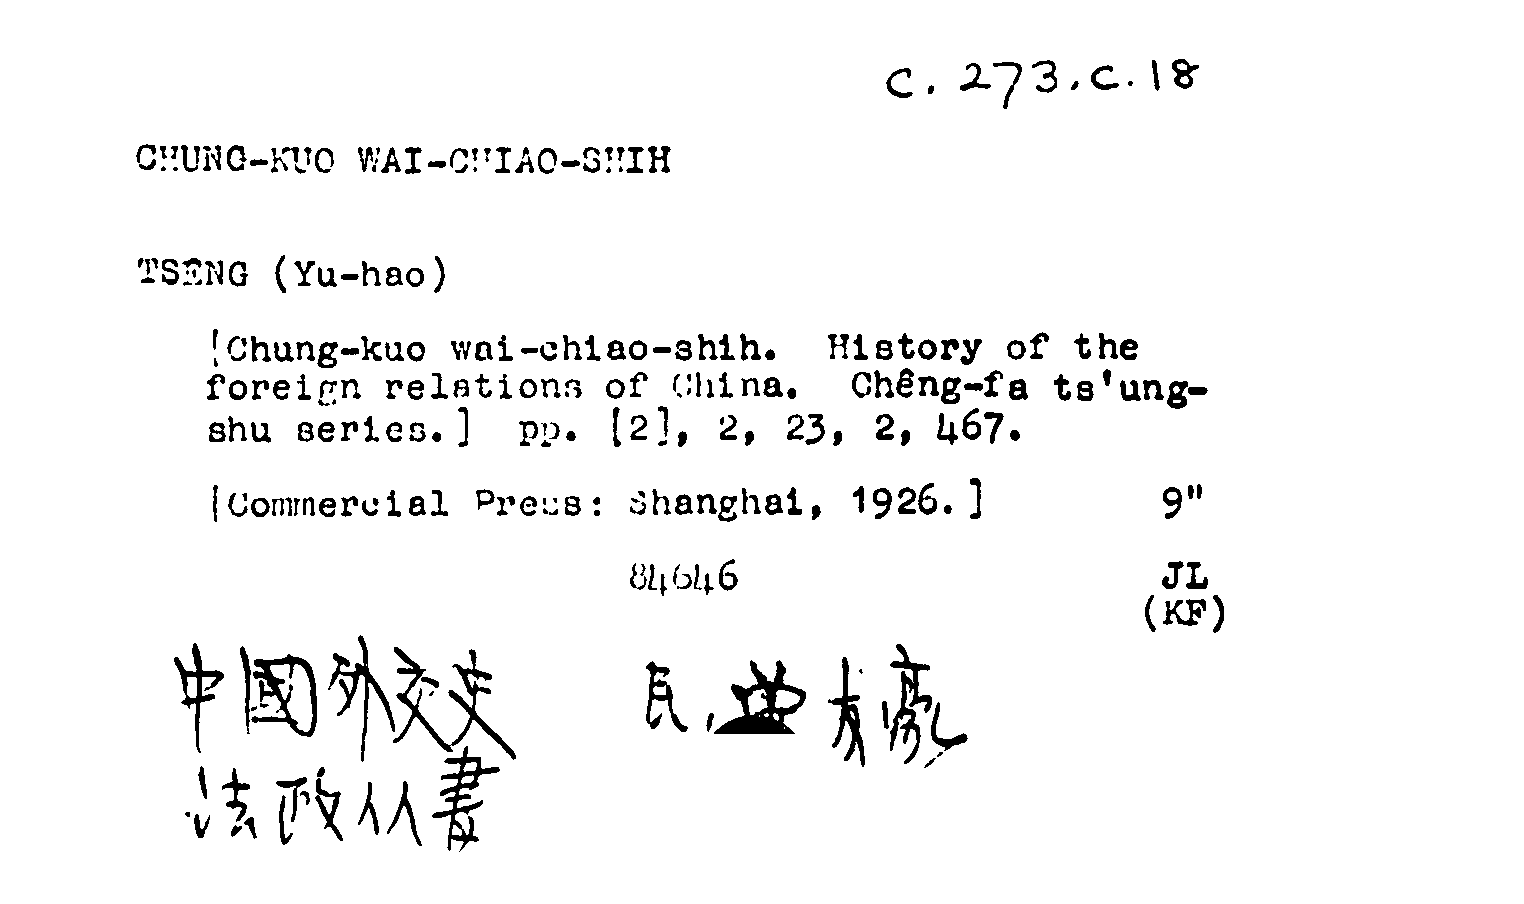 C. 273.C.18
CHUNG-KUO WAI-CHIAO-SHIH
TSENG (Yu-hao)
[Chung-kuo wai-chiao-shih. History of the
foreign relations of China. Chêng-fa ts'ung-
shu series.] pp. [2], 2, 23, 2, 467.
[Commercial Press: Shanghai, 1926.] 9"
84646 JL
(KF)
中國外交史 民. 友豪
法政从書